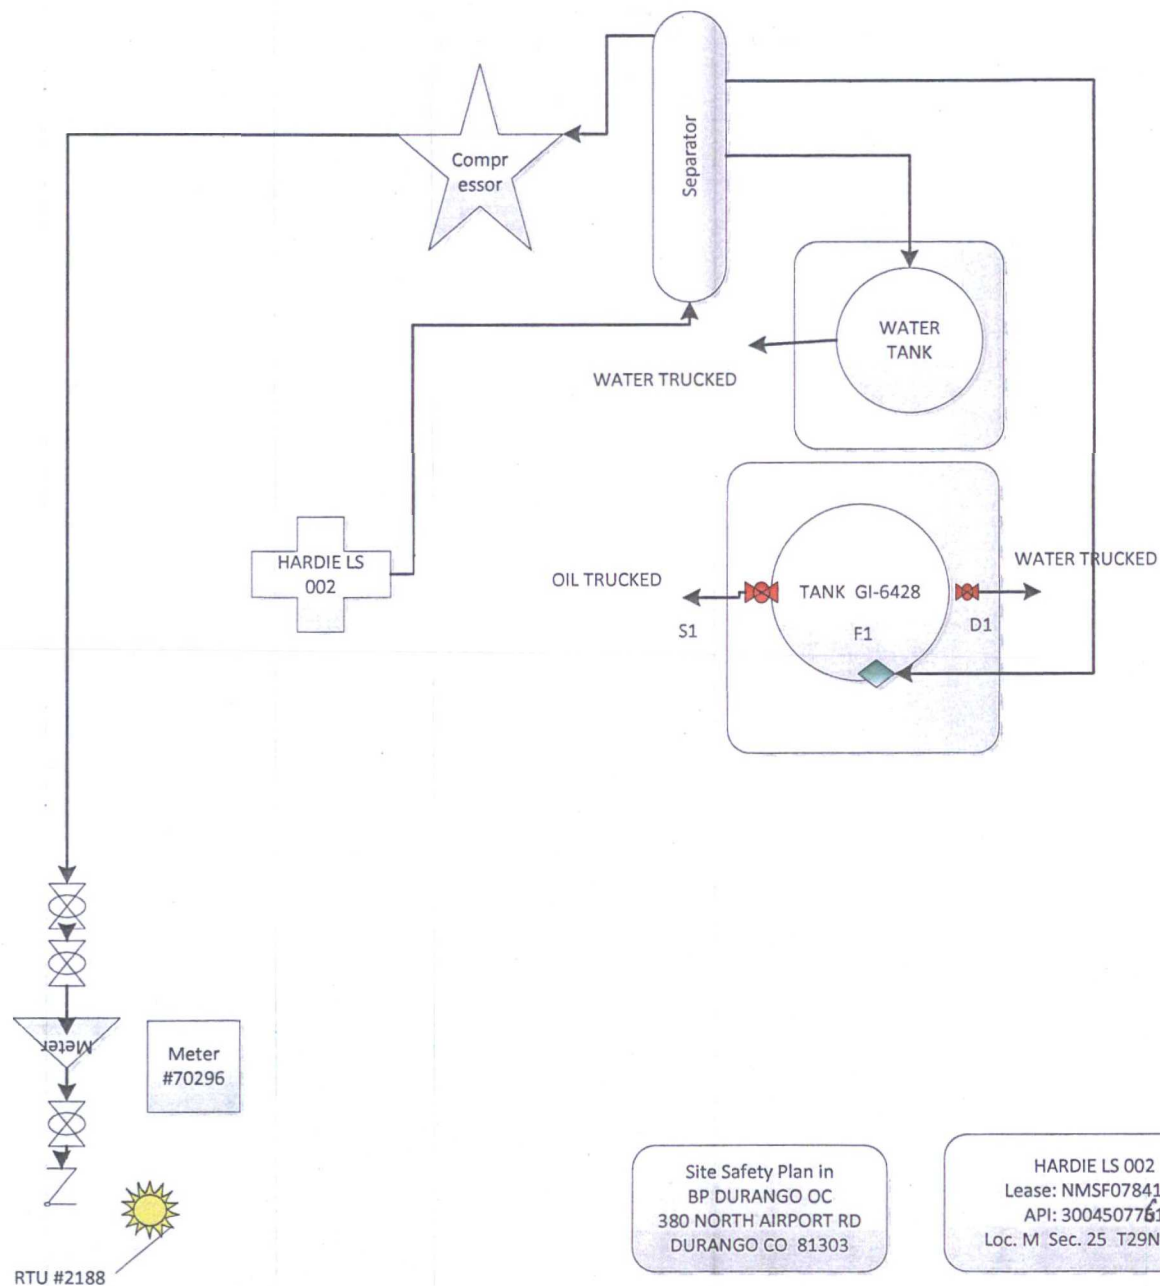 Compr
essor
Separator
WATER
TANK
WATER TRUCKED
HARDIE LS
002
OIL TRUCKED
TANK GI-6428
WATER TRUCKED
S1
F1
D1
Meter
Meter
#70296
RTU #2188
Site Safety Plan in
BP DURANGO OC
380 NORTH AIRPORT RD
DURANGO CO 81303
HARDIE LS 002
Lease: NMSF07841
API:
Loc. M Sec. 25 T29N